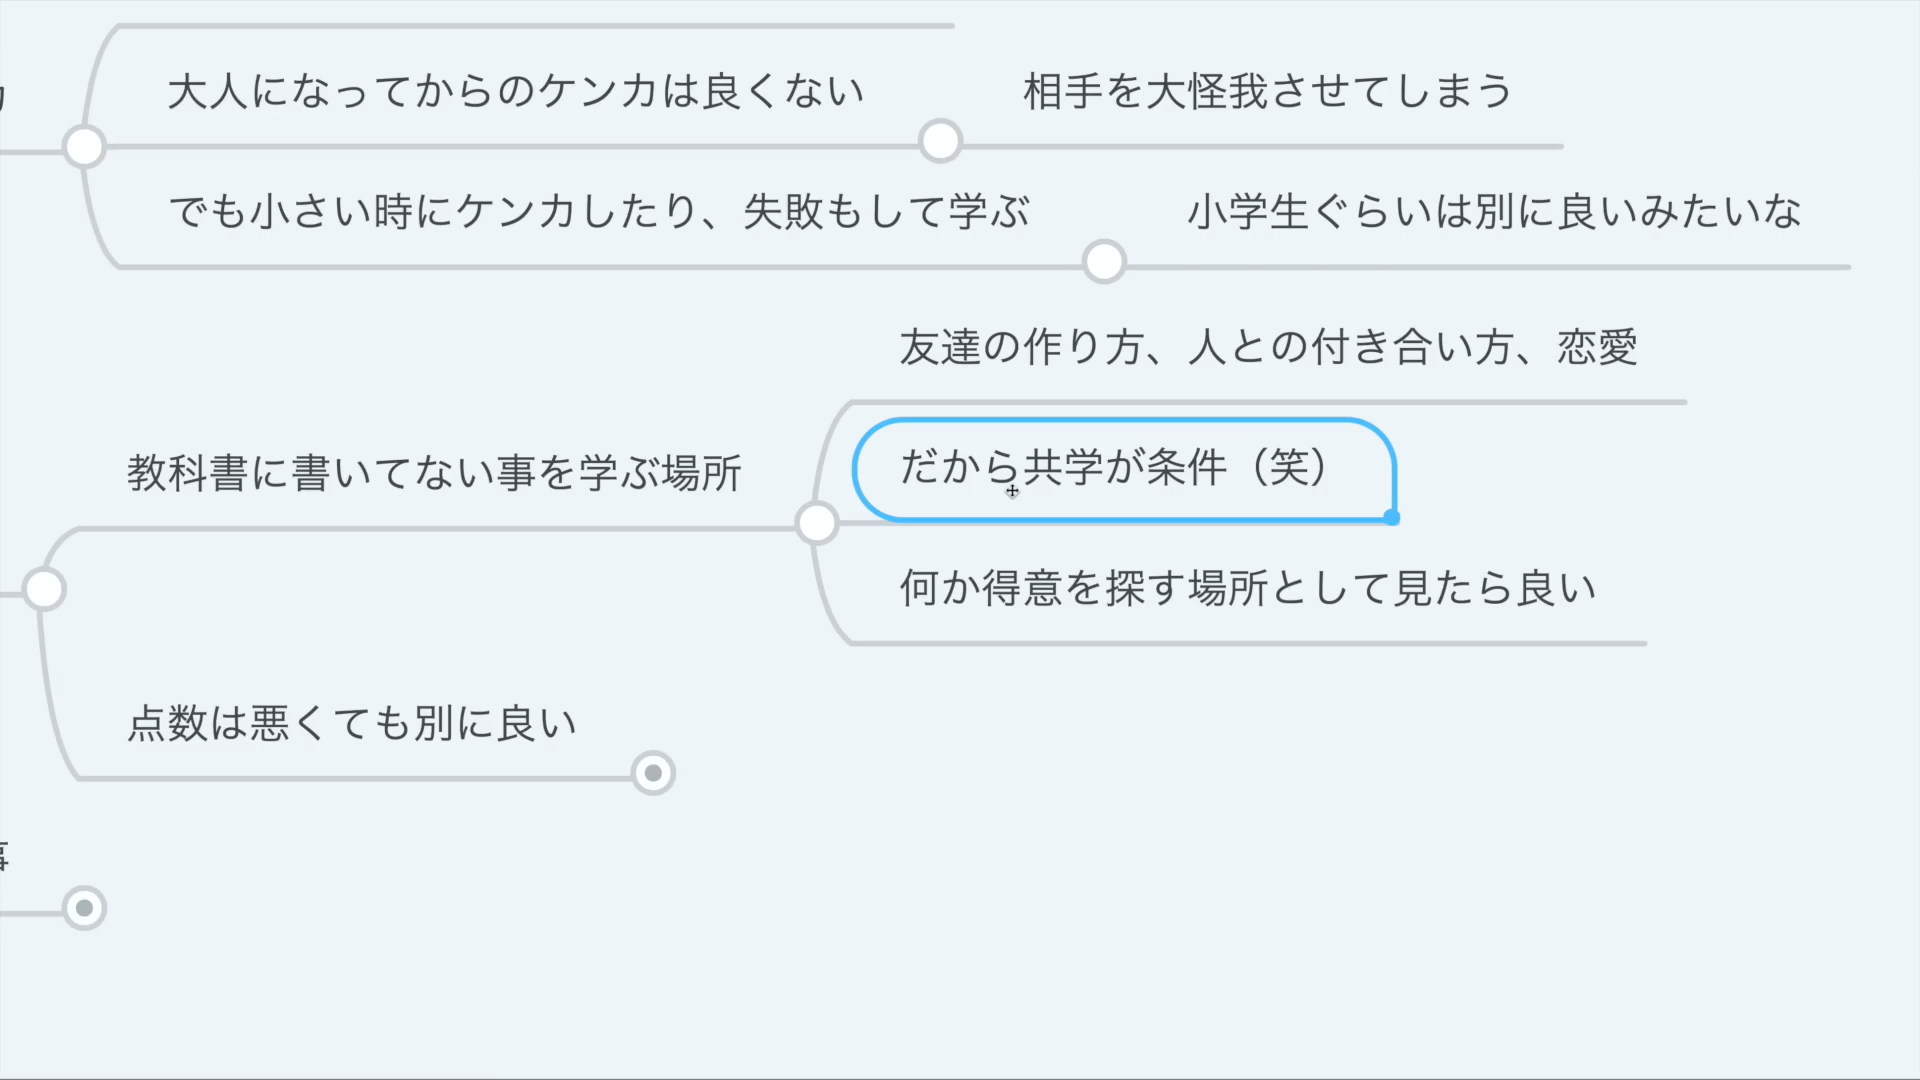 大人になってからのケンカは良くない
相手を大怪我させてしまう
でも小さい時にケンカしたり、失敗もして学ぶ
小学生ぐらいは別に良いみたいな
友達の作り方、人との付き合い方、恋愛
教科書に書いてない事を学ぶ場所
だから共学が条件（笑）
何か得意を探す場所として見たら良い
点数は悪くても別に良い